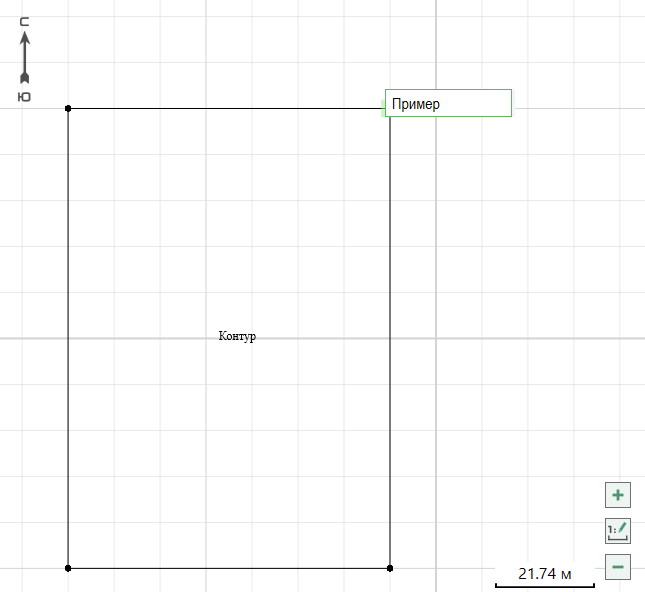 С
Ю
Пример
Контур
+
1:
−
21.74 м